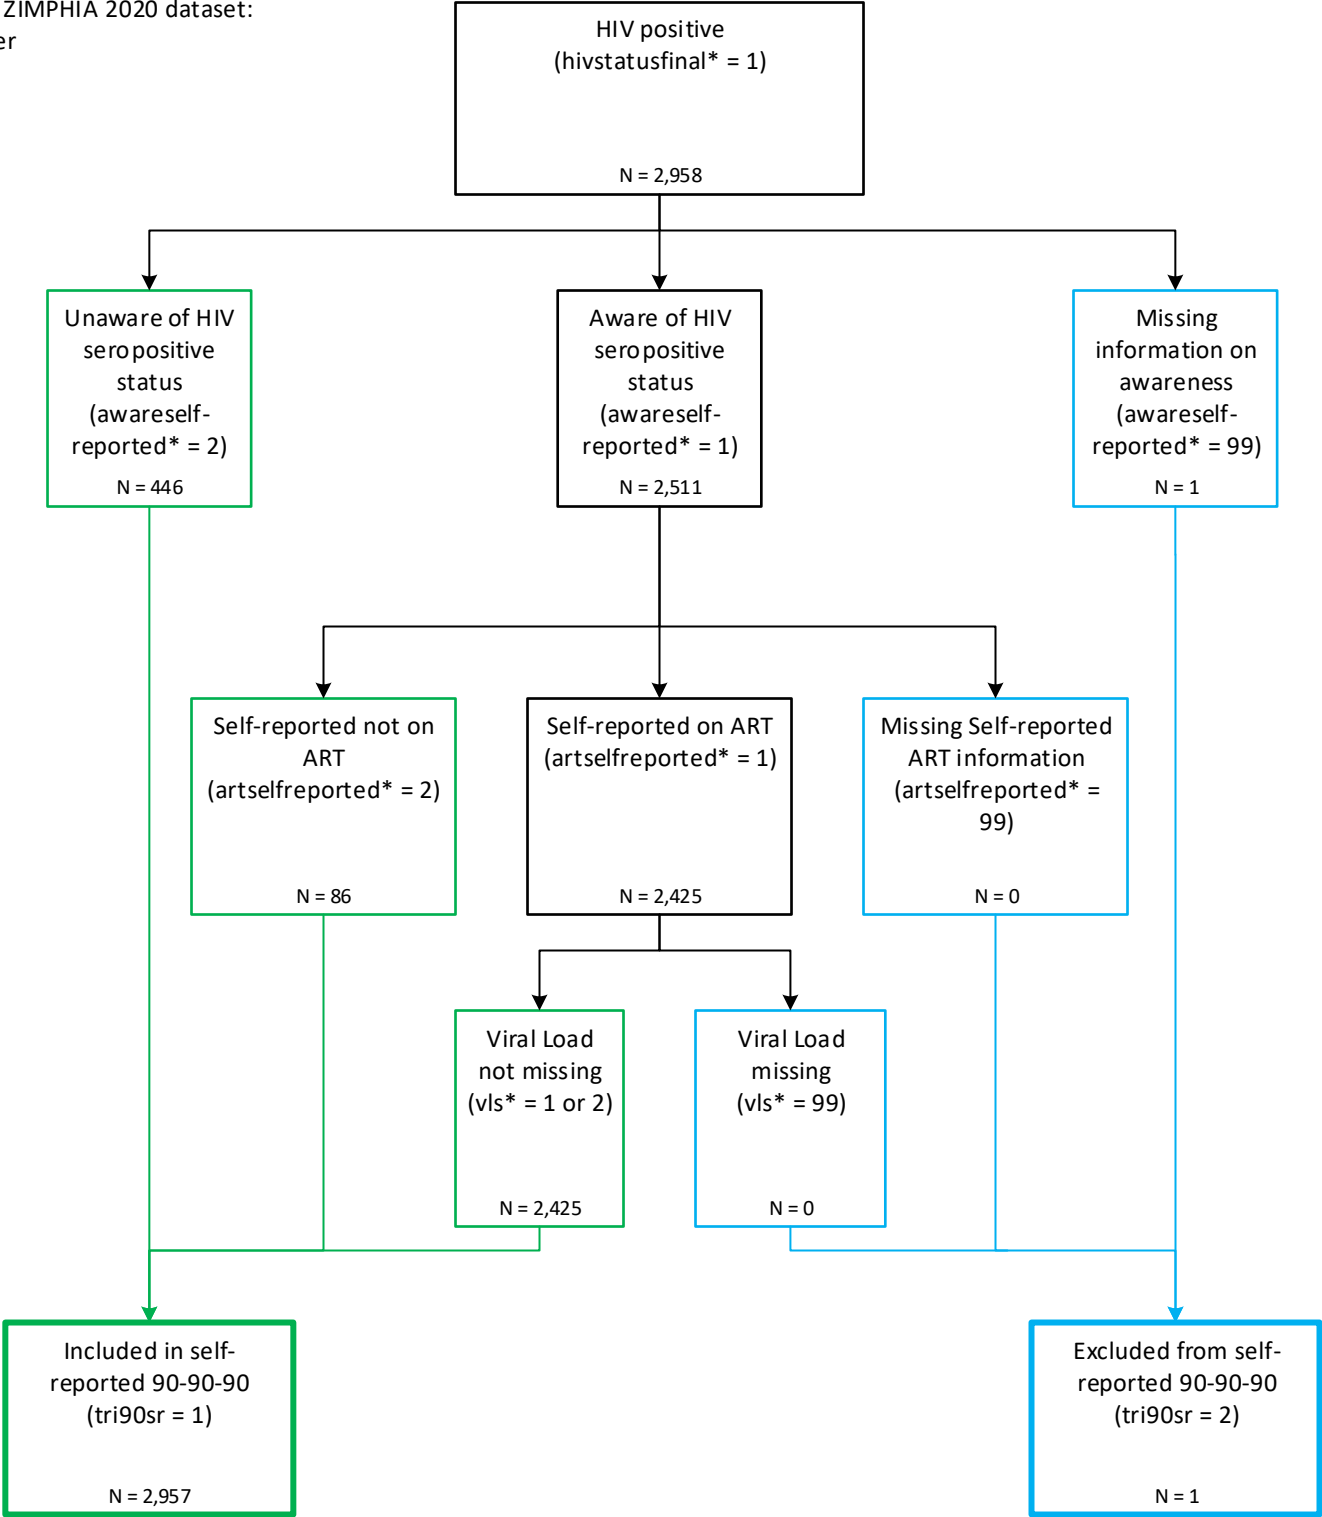 ZIMPHIA 2020 dataset:
er
HIV positive
(hivstatusfinal* = 1)
N = 2,958
Unaware of HIV
seropositive
status
(awareself-
reported* = 2)
N = 446
Aware of HIV
seropositive
status
(awareself-
reported* = 1)
N = 2,511
Missing
information on
awareness
(awareself-
reported* = 99)
N = 1
Self-reported not on
ART
(artselfreported* = 2)
N = 86
Self-reported on ART
(artselfreported* = 1)
N = 2,425
Missing Self-reported
ART information
(artselfreported* =
99)
N = 0
Viral Load
not missing
(vls* = 1 or 2)
N = 2,425
Viral Load
missing
(vls* = 99)
N = 0
Included in self-
reported 90-90-90
(tri90sr = 1)
N = 2,957
Excluded from self-
reported 90-90-90
(tri90sr = 2)
N = 1